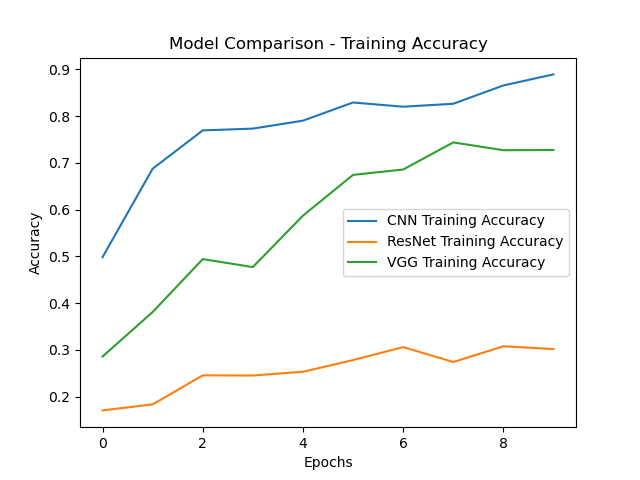 Model Comparison - Training Accuracy
0.9
0.8
0.7
0.6
0.5
0.4
0.3
0.2
Accuracy
CNN Training Accuracy
ResNet Training Accuracy
VGG Training Accuracy
0 2 4 6 8
Epochs